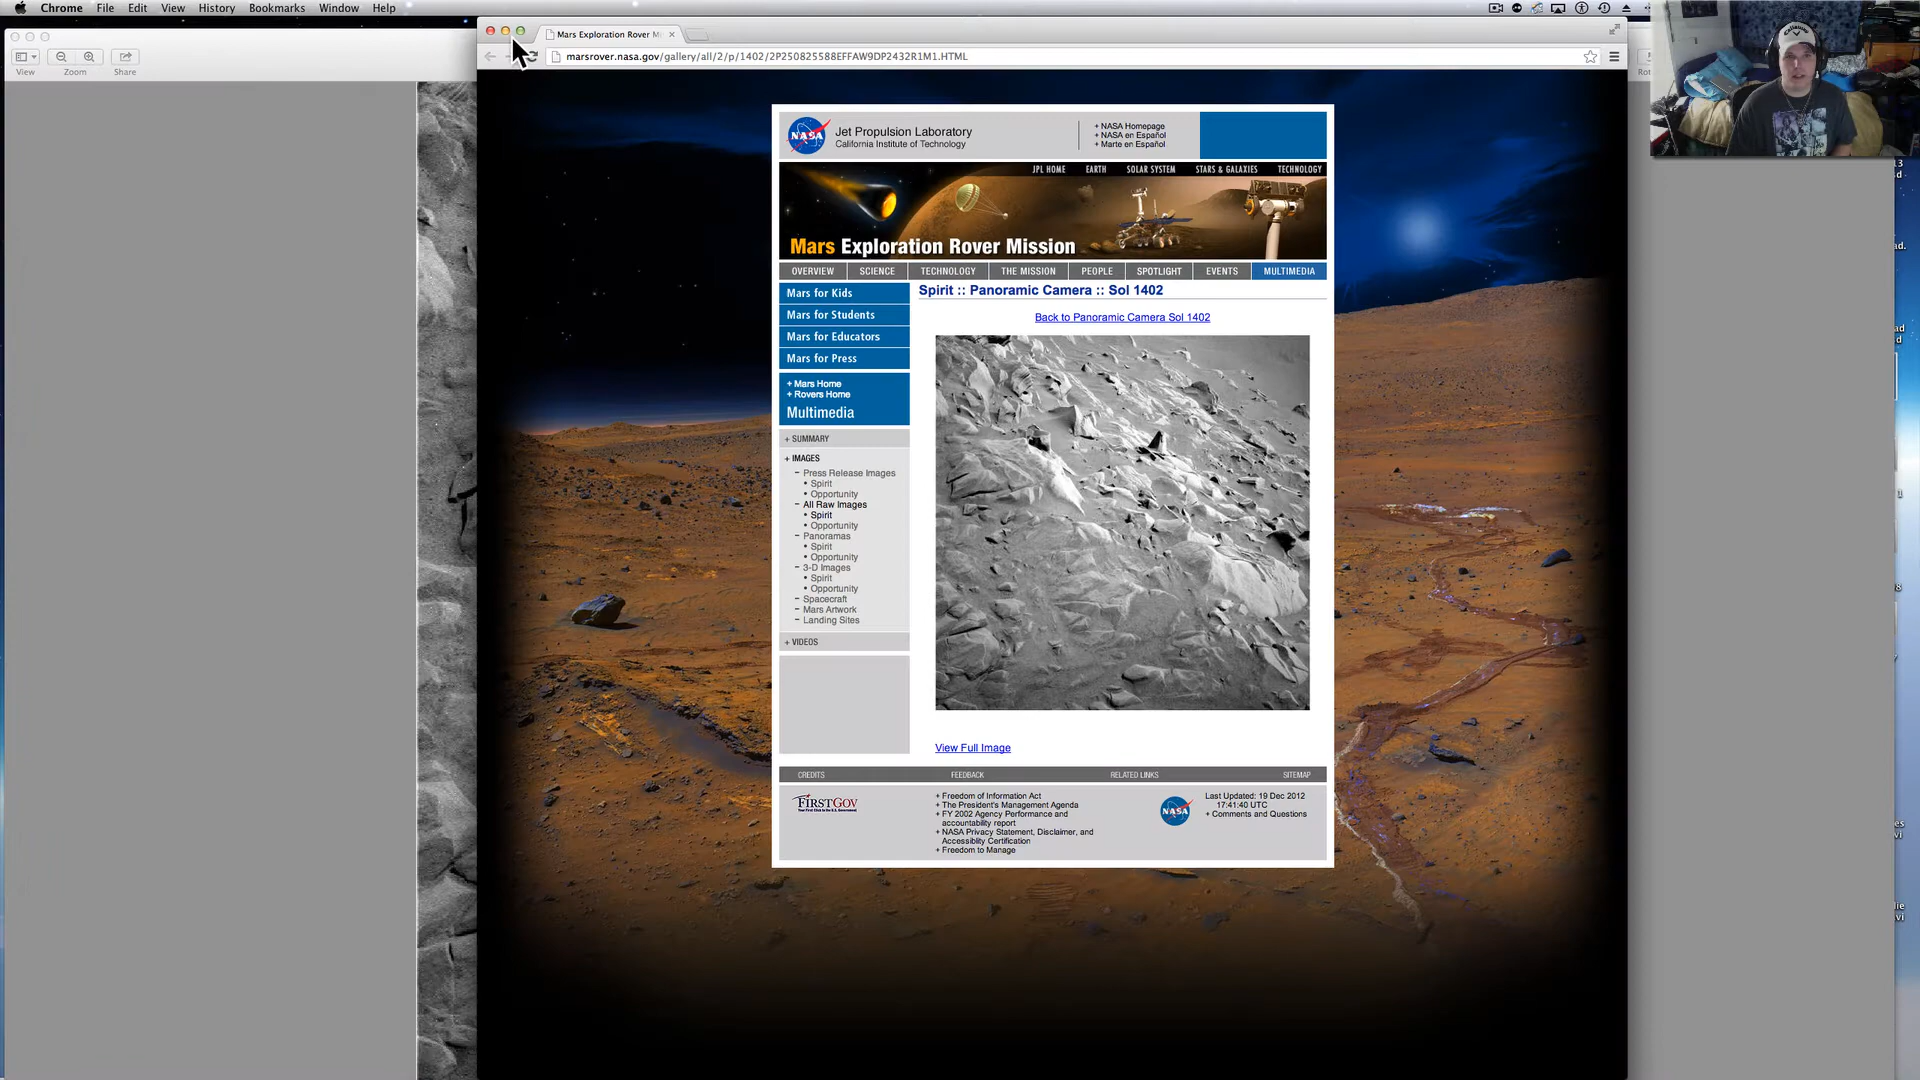 Chrome File Edit View History Bookmarks Window Help
Mars Exploration Rover M
marsrover.nasa.gov/gallery/all/2/p/1402/2P250825588EFFAW9DP2432R1M1.HTML
View Zoom Share
NASA
Jet Propulsion Laboratory
California Institute of Technology
+ NASA Homepage
+ NASA en Español
+ Marte en Español
JPL HOME EARTH SOLAR SYSTEM STARS & GALAXIES TECHNOLOGY
Mars Exploration Rover Mission
OVERVIEW SCIENCE TECHNOLOGY THE MISSION PEOPLE SPOTLIGHT EVENTS MULTIMEDIA
Mars for Kids
Mars for Students
Mars for Educators
Mars for Press
+ Mars Home
+ Rovers Home
Multimedia
+ SUMMARY
+ IMAGES
– Press Release Images
• Spirit
• Opportunity
– All Raw Images
• Spirit
• Opportunity
– Panoramas
• Spirit
• Opportunity
– 3-D Images
• Spirit
• Opportunity
– Spacecraft
– Mars Artwork
– Landing Sites
+ VIDEOS
Spirit :: Panoramic Camera :: Sol 1402
Back to Panoramic Camera Sol 1402
View Full Image
CREDITS FEEDBACK RELATED LINKS SITEMAP
FIRSTGOV
+ Freedom of Information Act
+ The President's Management Agenda
+ FY 2002 Agency Performance and
accountability report
+ NASA Privacy Statement, Disclaimer, and
Accessiblity Certification
+ Freedom to Manage
NASA
Last Updated: 19 Dec 2012
17:41:40 UTC
+ Comments and Questions